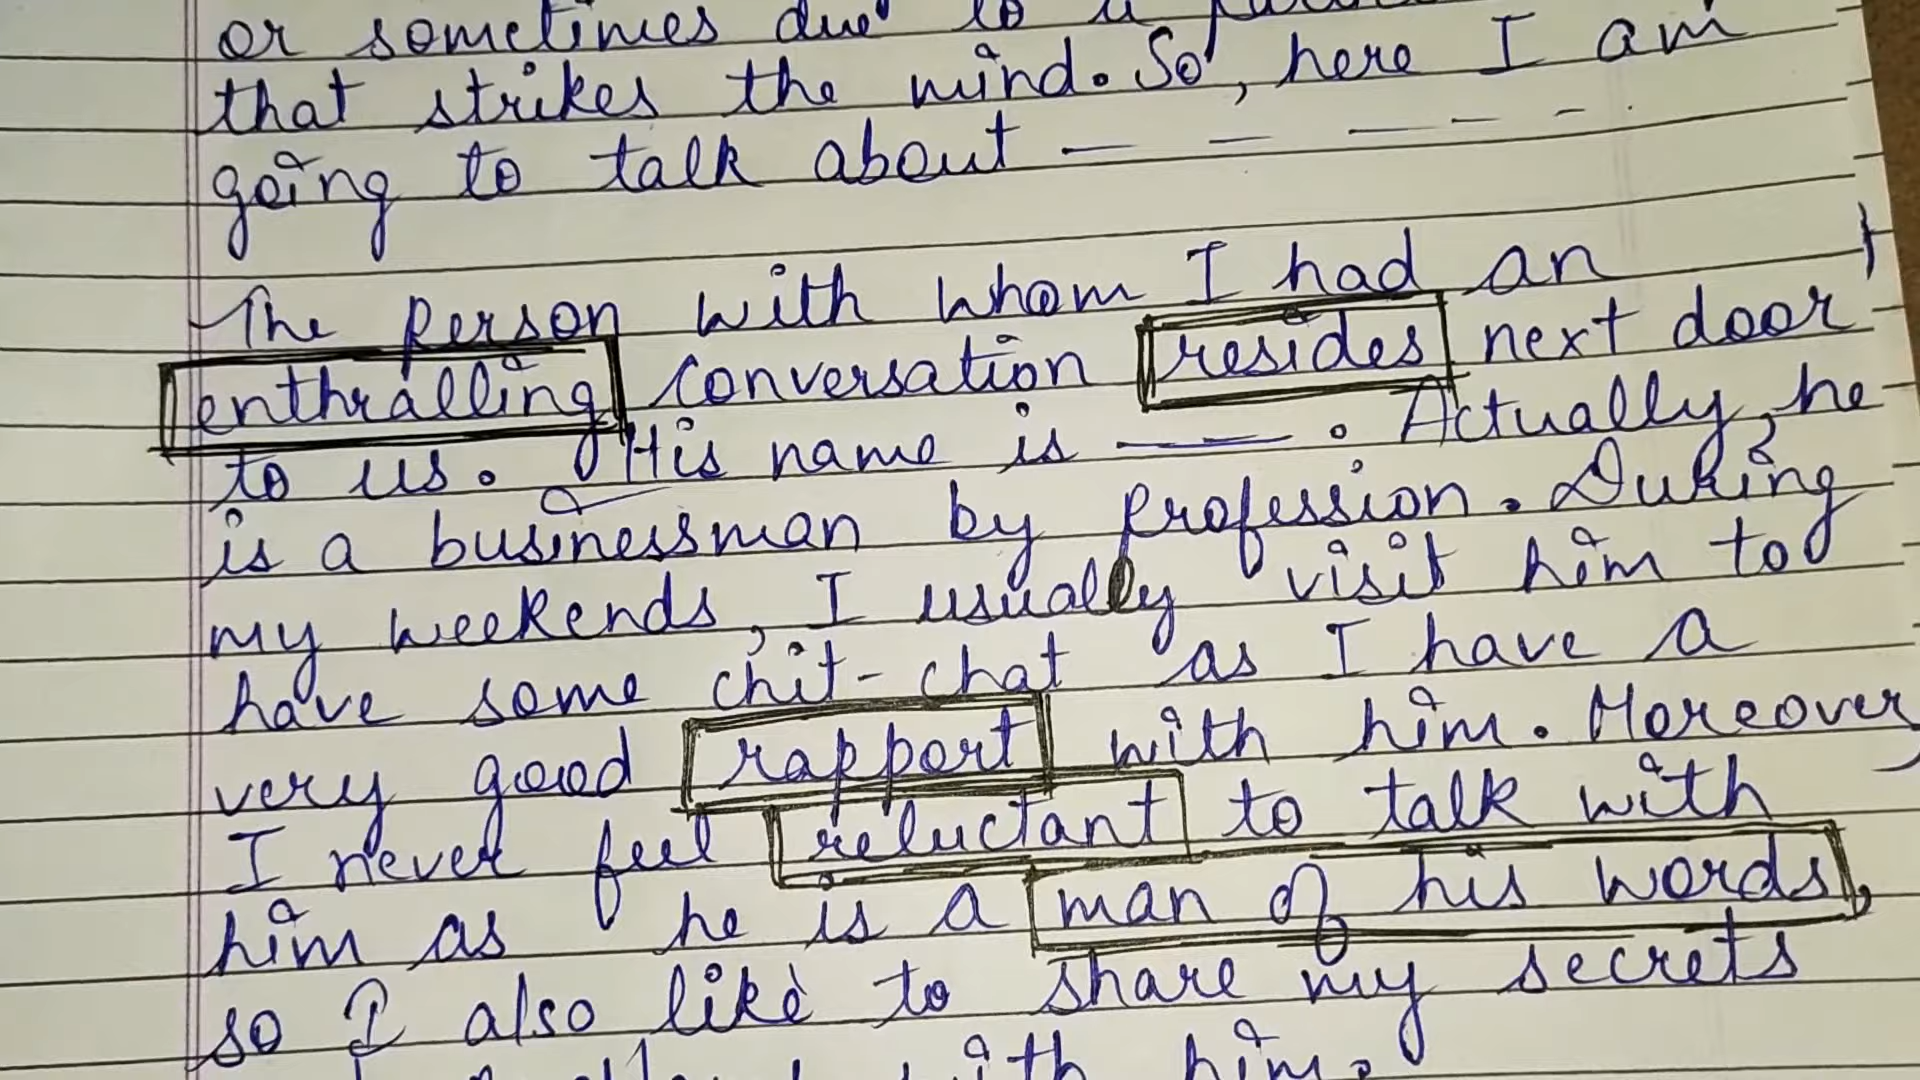 or sometimes due to a
that strikes the mind. So, here I am
going to talk about — — — - - - .
The person with whom I had an
enthralling conversation resides next door
to us. His name is — — . Actually, he
is a businessman by profession. During
my weekends, I usually visit him to
have some chit-chat as I have a
very good rapport with him. Moreover,
I never feel reluctant to talk with
him as he is a man of his words,
so I also like to share my secrets
with him.